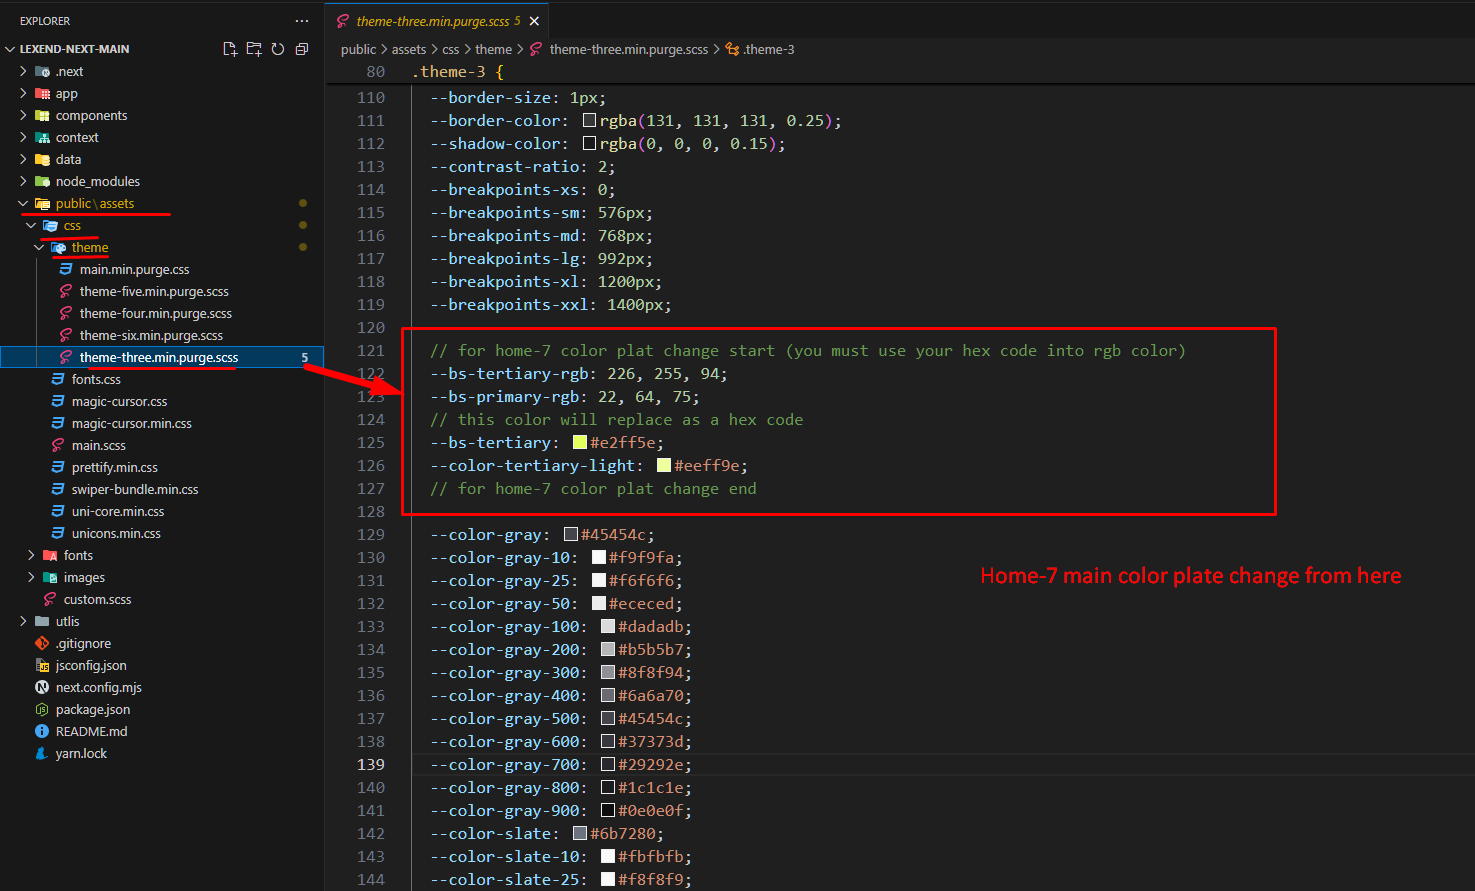 EXPLORER
LEXEND-NEXT-MAIN
.next
app
components
context
data
node_modules
public\assets
css
theme
main.min.purge.css
theme-five.min.purge.scss
theme-four.min.purge.scss
theme-six.min.purge.scss
theme-three.min.purge.scss 5
fonts.css
magic-cursor.css
magic-cursor.min.css
main.scss
prettify.min.css
swiper-bundle.min.css
uni-core.min.css
unicons.min.css
fonts
images
custom.scss
utlis
.gitignore
jsconfig.json
next.config.mjs
package.json
README.md
yarn.lock
theme-three.min.purge.scss 5
public > assets > css > theme > theme-three.min.purge.scss > .theme-3
80 .theme-3 {
110 --border-size: 1px;
111 --border-color: rgba(131, 131, 131, 0.25);
112 --shadow-color: rgba(0, 0, 0, 0.15);
113 --contrast-ratio: 2;
114 --breakpoints-xs: 0;
115 --breakpoints-sm: 576px;
116 --breakpoints-md: 768px;
117 --breakpoints-lg: 992px;
118 --breakpoints-xl: 1200px;
119 --breakpoints-xxl: 1400px;
120
121 // for home-7 color plat change start (you must use your hex code into rgb color)
122 --bs-tertiary-rgb: 226, 255, 94;
123 --bs-primary-rgb: 22, 64, 75;
124 // this color will replace as a hex code
125 --bs-tertiary: #e2ff5e;
126 --color-tertiary-light: #eeff9e;
127 // for home-7 color plat change end
128
129 --color-gray: #45454c;
130 --color-gray-10: #f9f9fa;
131 --color-gray-25: #f6f6f6;
132 --color-gray-50: #ececed;
133 --color-gray-100: #dadadb;
134 --color-gray-200: #b5b5b7;
135 --color-gray-300: #8f8f94;
136 --color-gray-400: #6a6a70;
137 --color-gray-500: #45454c;
138 --color-gray-600: #37373d;
139 --color-gray-700: #29292e;
140 --color-gray-800: #1c1c1e;
141 --color-gray-900: #0e0e0f;
142 --color-slate: #6b7280;
143 --color-slate-10: #fbfbfb;
144 --color-slate-25: #f8f8f9;
Home-7 main color plate change from here